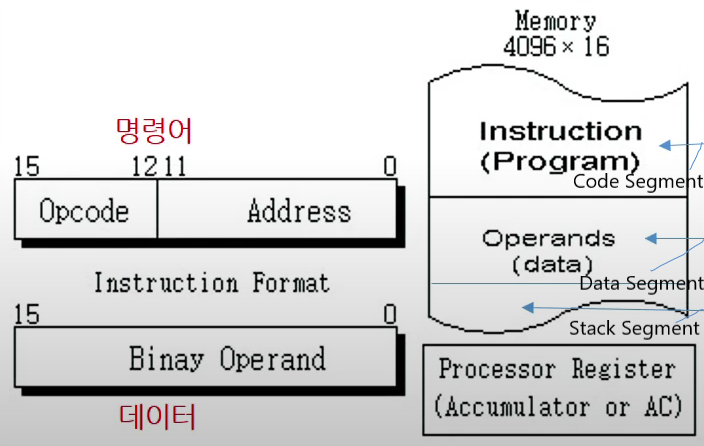 명령어
15 12 11 0
Opcode Address
Instruction Format
15 0
Binay Operand
데이터
Memory
4096 × 16
Instruction
(Program)
Code Segment
Operands
(data)
Data Segment
Stack Segment
Processor Register
(Accumulator or AC)